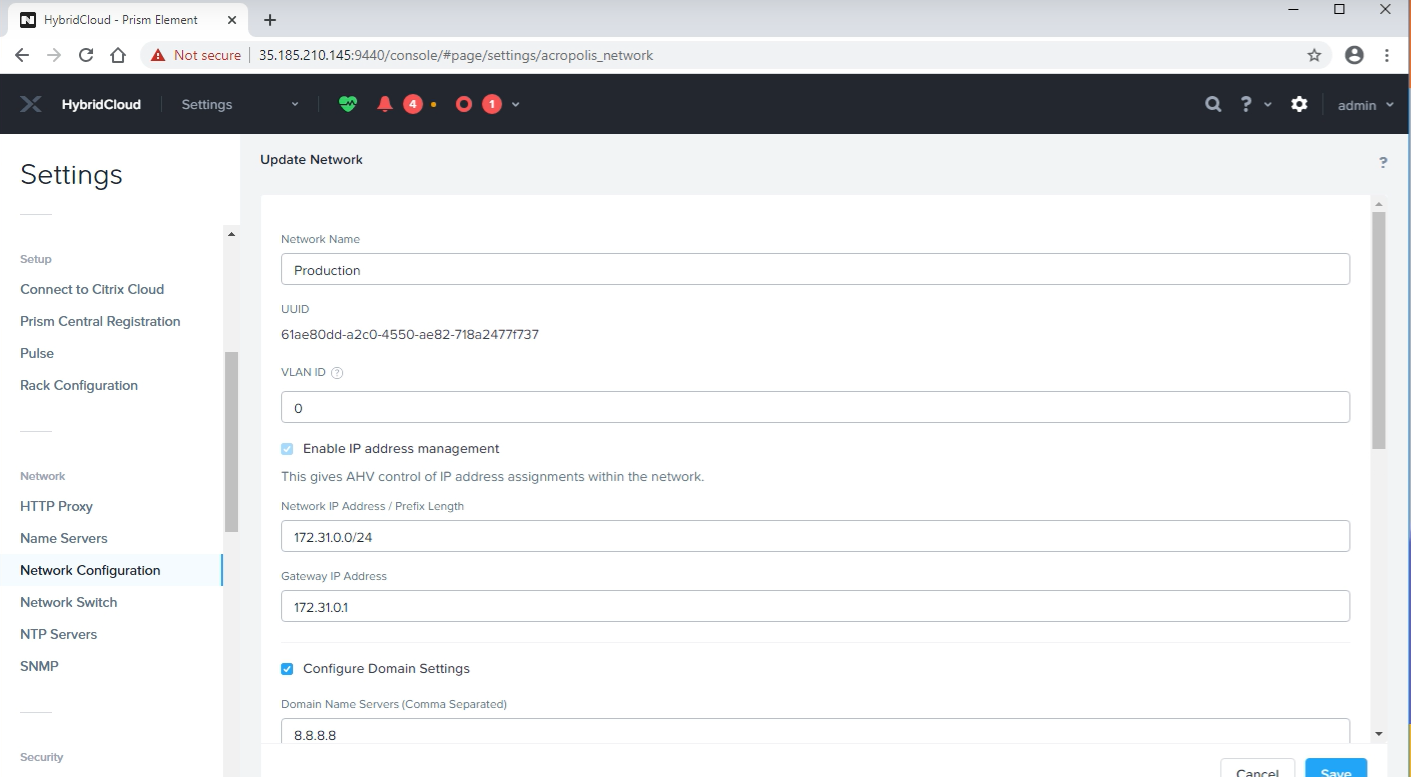 HybridCloud - Prism Element
Not secure 35.185.210.145:9440/console/#page/settings/acropolis_network
HybridCloud Settings 4 1 ? admin
Settings
Setup
Connect to Citrix Cloud
Prism Central Registration
Pulse
Rack Configuration
Network
HTTP Proxy
Name Servers
Network Configuration
Network Switch
NTP Servers
SNMP
Security
Update Network
?
Network Name
Production
UUID
61ae80dd-a2c0-4550-ae82-718a2477f737
VLAN ID ?
0
Enable IP address management
This gives AHV control of IP address assignments within the network.
Network IP Address / Prefix Length
172.31.0.0/24
Gateway IP Address
172.31.0.1
Configure Domain Settings
Domain Name Servers (Comma Separated)
8.8.8.8
Cancel Save